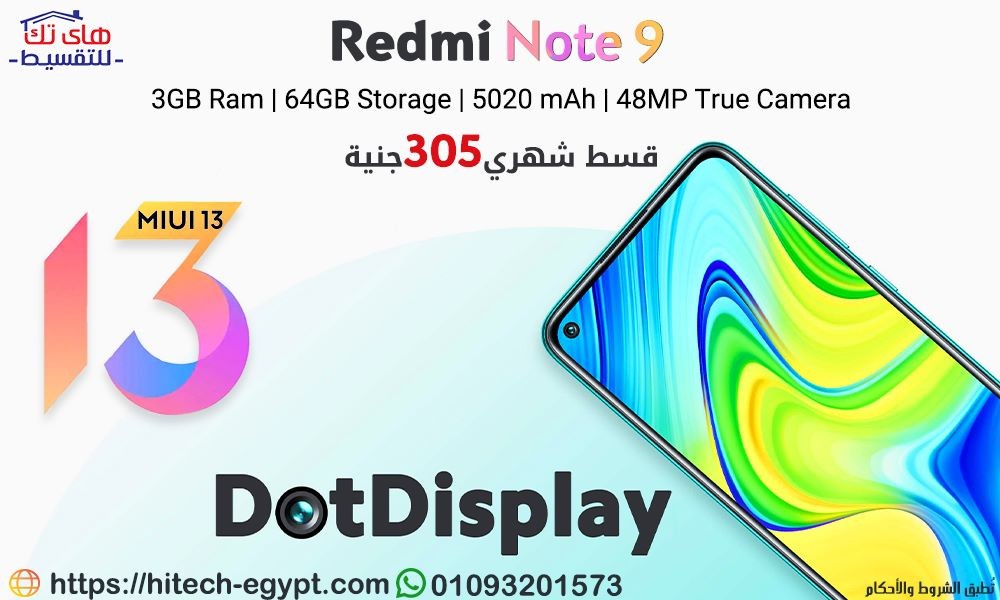 هاى تك
-للتقسيط-
Redmi Note 9
3GB Ram | 64GB Storage | 5020 mAh | 48MP True Camera
قسط شهري305جنية
MIUI 13
13
DotDisplay
https://hitech-egypt.com 01093201573
تُطبق الشروط والأحكام